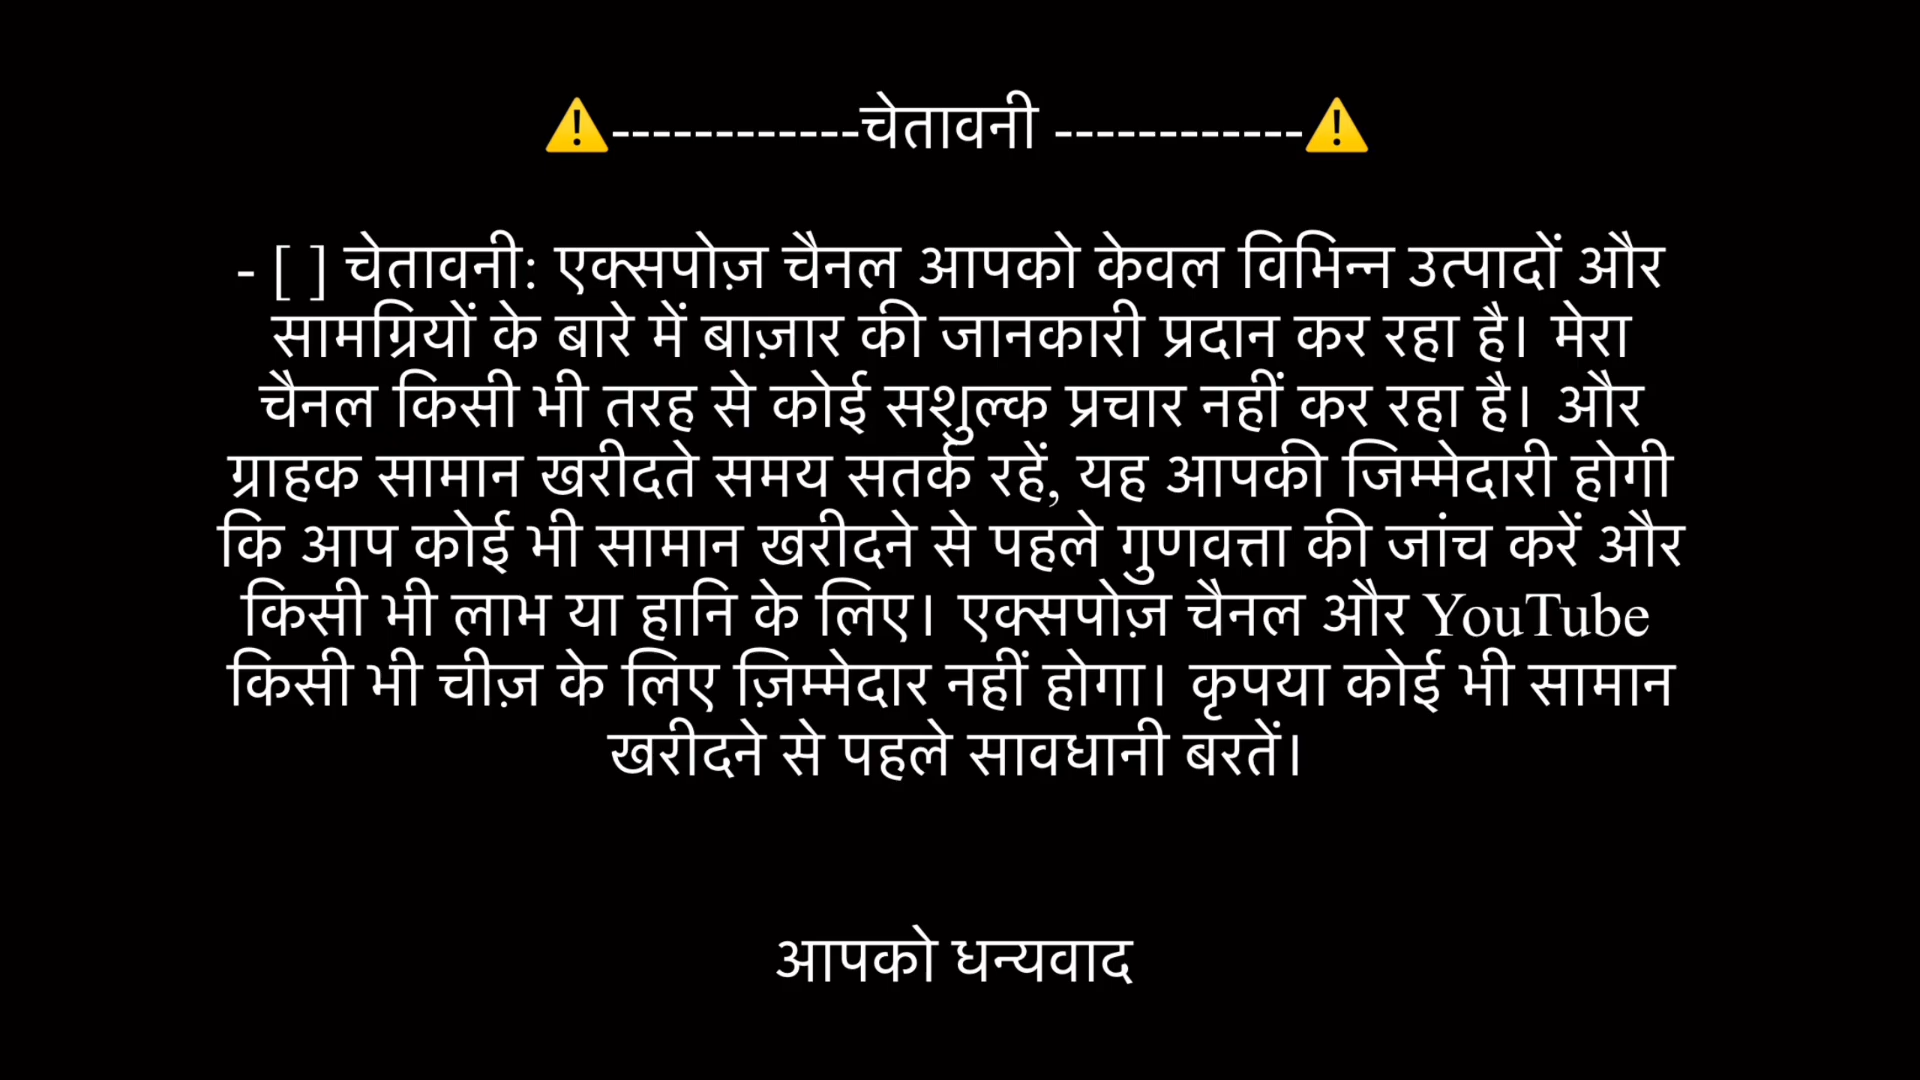 ⚠️------------चेतावनी ------------⚠️
- [ ] चेतावनी: एक्सपोज़ चैनल आपको केवल विभिन्न उत्पादों और
सामग्रियों के बारे में बाज़ार की जानकारी प्रदान कर रहा है। मेरा
चैनल किसी भी तरह से कोई सशुल्क प्रचार नहीं कर रहा है। और
ग्राहक सामान खरीदते समय सतर्क रहें, यह आपकी जिम्मेदारी होगी
कि आप कोई भी सामान खरीदने से पहले गुणवत्ता की जांच करें और
किसी भी लाभ या हानि के लिए। एक्सपोज़ चैनल और YouTube
किसी भी चीज़ के लिए ज़िम्मेदार नहीं होगा। कृपया कोई भी सामान
खरीदने से पहले सावधानी बरतें।
आपको धन्यवाद